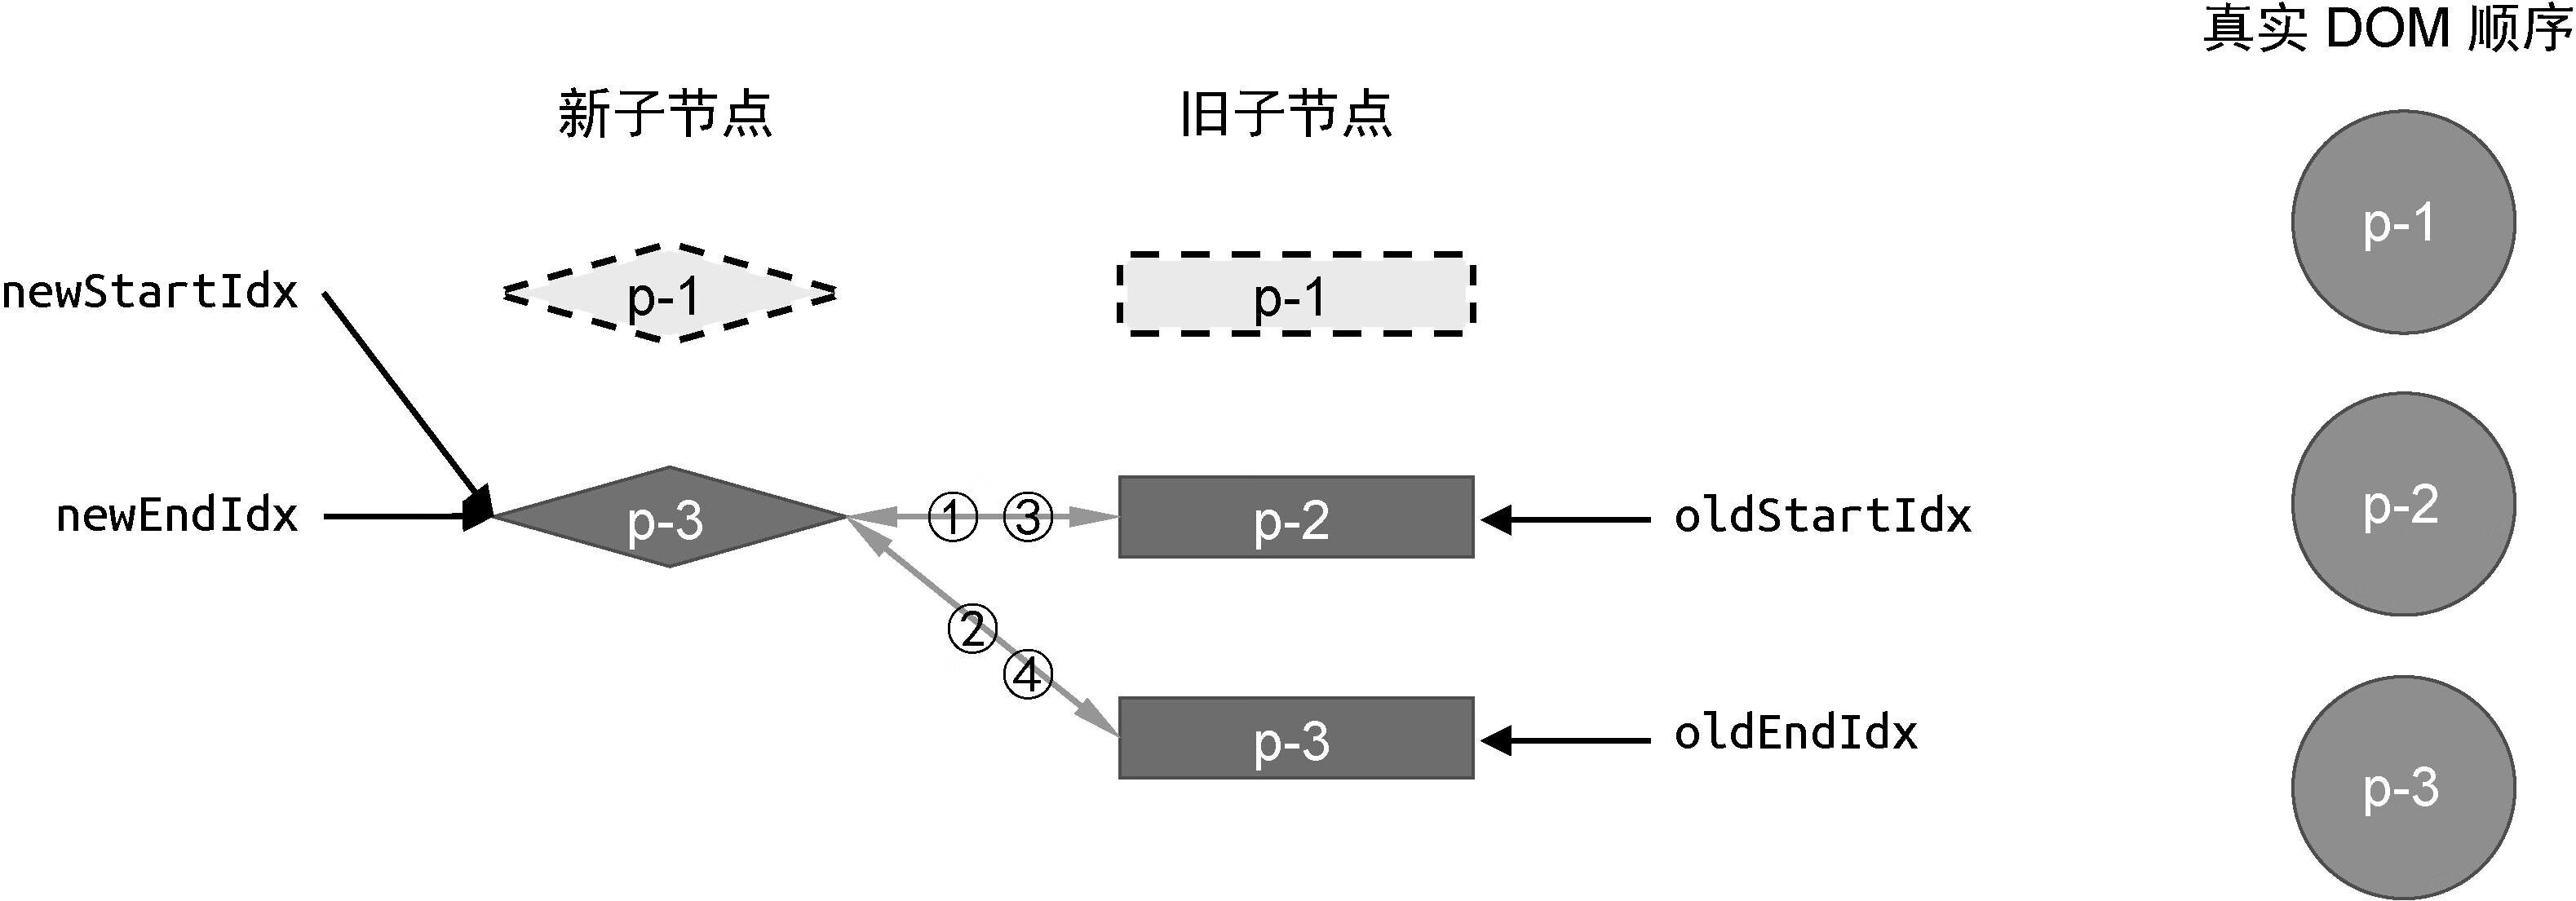 真实 DOM 顺序
新子节点
旧子节点
p-1
newStartIdx
p-1
p-1
newEndIdx
p-3
①
③
p-2
oldStartIdx
p-2
②
④
p-3
oldEndIdx
p-3